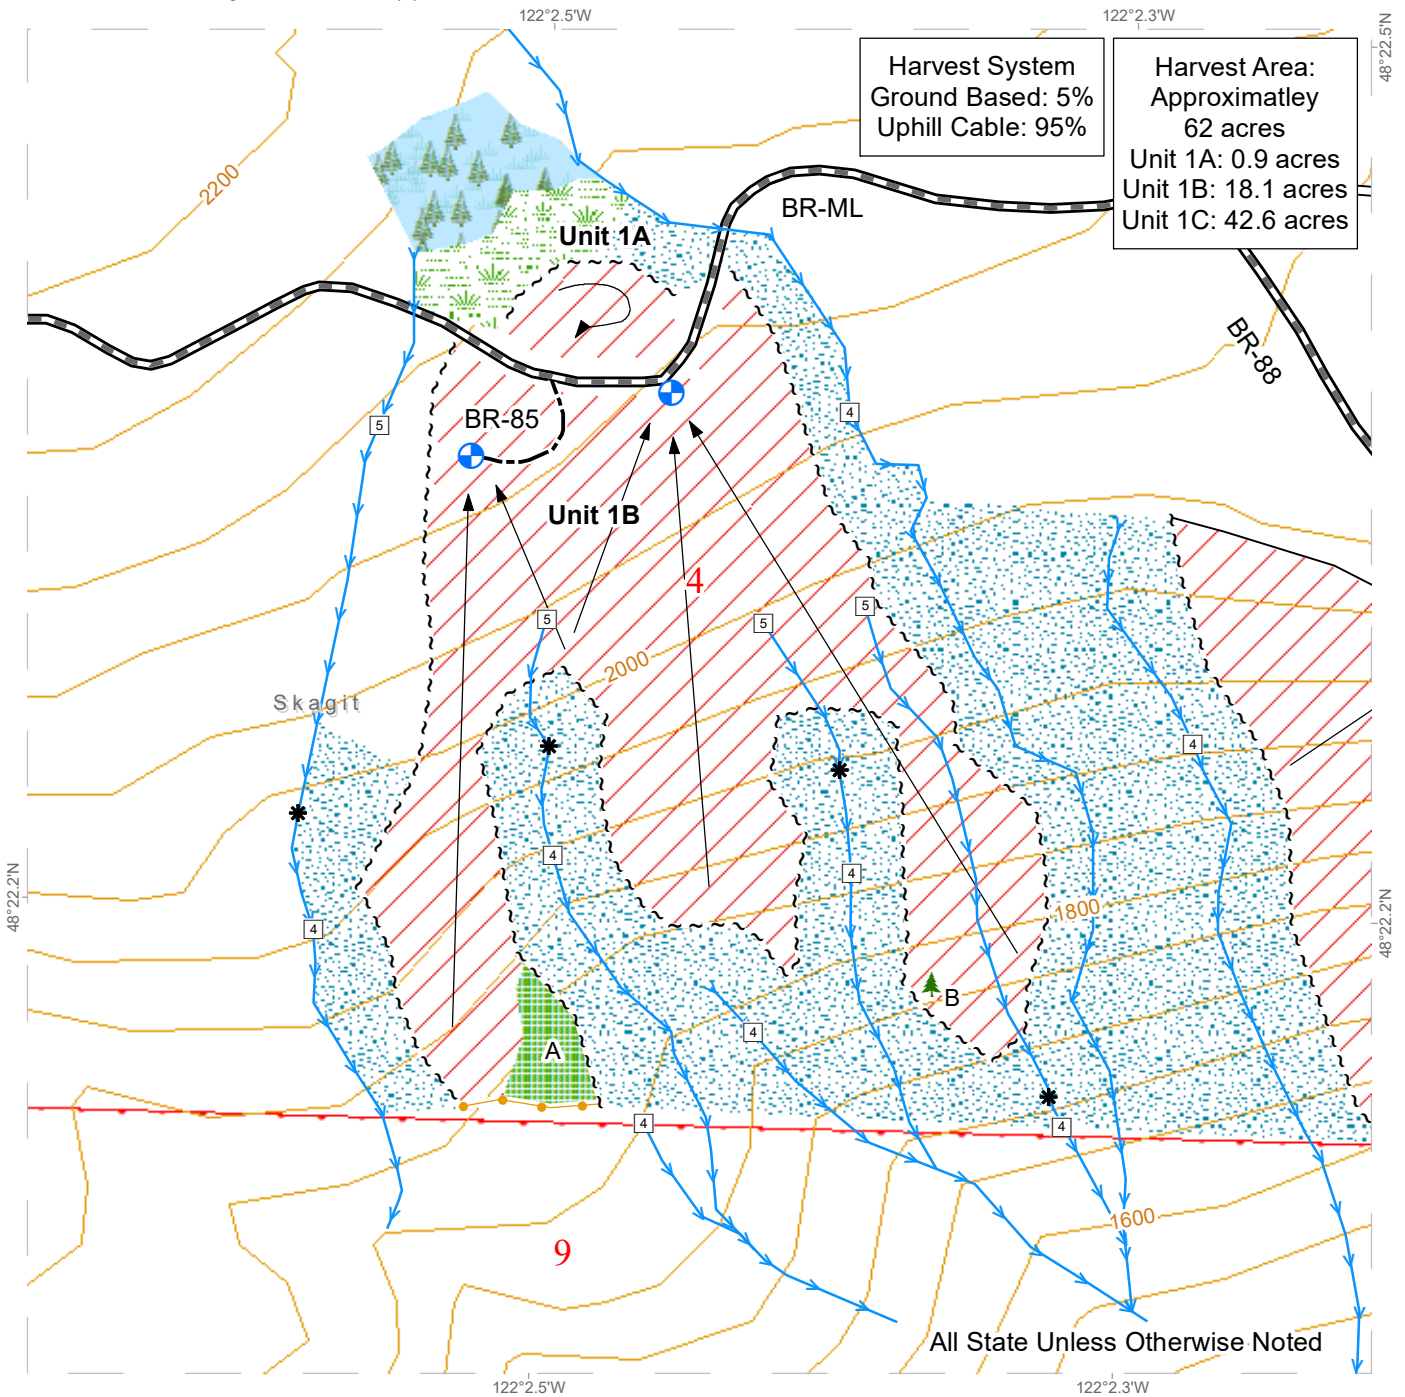 122°2.5'W
122°2.3'W
48°22.5'N
Harvest System
Ground Based: 5%
Uphill Cable: 95%
Harvest Area:
Approximatley
62 acres
Unit 1A: 0.9 acres
Unit 1B: 18.1 acres
Unit 1C: 42.6 acres
2200
BR-ML
Unit 1A
BR-88
5
BR-85
4
Unit 1B
4
5
5
5
2000
Skagit
4
4
4
48°22.2'N
1800
4
48°22.2'N
B
4
A
4
4
1600
9
All State Unless Otherwise Noted
122°2.5'W
122°2.3'W